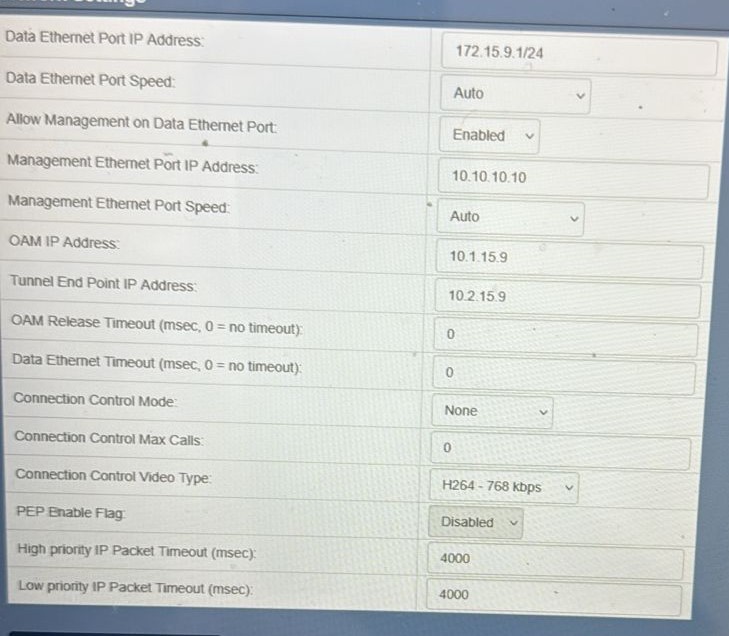 Data Ethernet Port IP Address: 172.15.9.1/24
Data Ethernet Port Speed: Auto
Allow Management on Data Ethernet Port: Enabled
Management Ethernet Port IP Address: 10.10.10.10
Management Ethernet Port Speed: Auto
OAM IP Address: 10.1.15.9
Tunnel End Point IP Address: 10.2.15.9
OAM Release Timeout (msec, 0 = no timeout): 0
Data Ethernet Timeout (msec, 0 = no timeout): 0
Connection Control Mode: None
Connection Control Max Calls: 0
Connection Control Video Type: H264 - 768 kbps
PEP Enable Flag: Disabled
High priority IP Packet Timeout (msec): 4000
Low priority IP Packet Timeout (msec): 4000